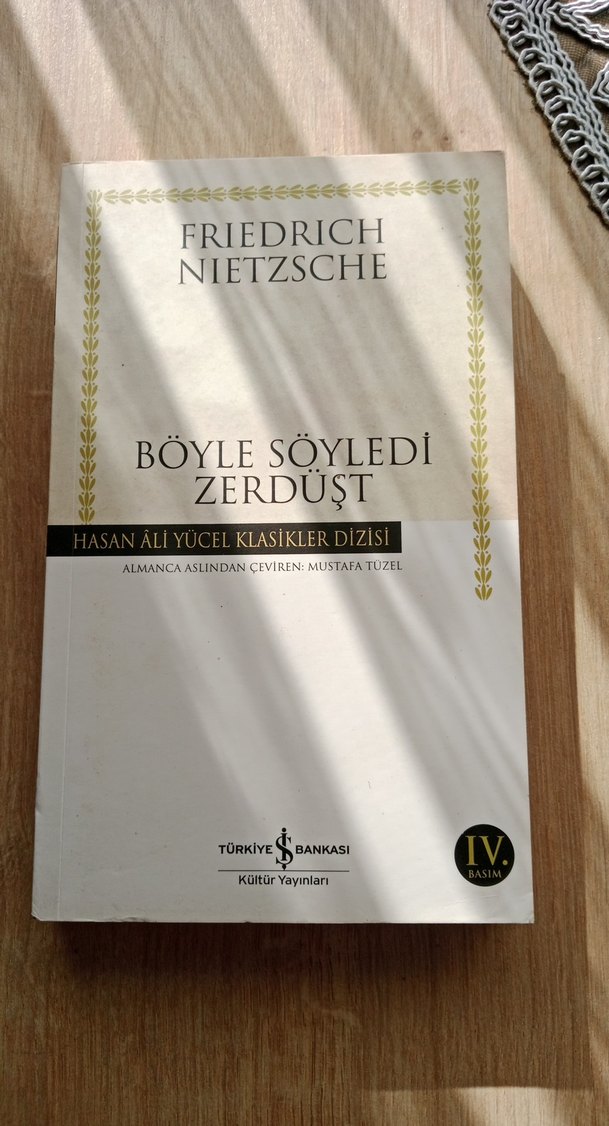 FRIEDRICH
NIETZSCHE
BÖYLE SÖYLEDİ
ZERDÜŞT
HASAN ÂLİ YÜCEL KLASİKLER DİZİSİ
ALMANCA ASLINDAN ÇEVİREN: MUSTAFA TÜZEL
TÜRKİYE İŞ BANKASI
Kültür Yayınları
IV.
BASIM